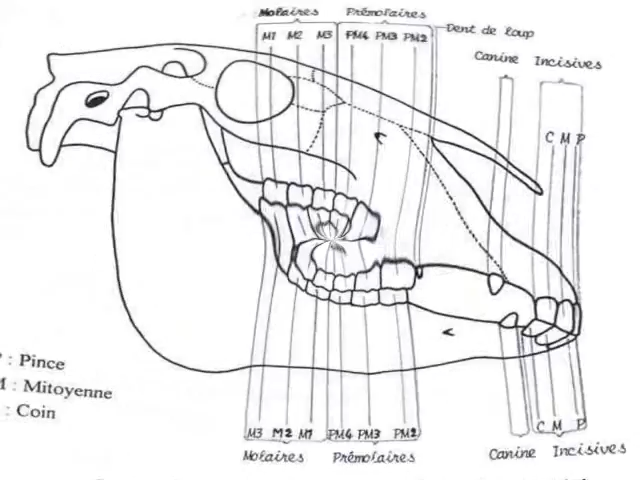 Molaires Prémolaires
M1 M2 M3 PM4 PM3 PM2 Dent de loup
Canine Incisives
C M P
: Pince
M : Mitoyenne
: Coin
M3 M2 M1 PM4 PM3 PM2
C M P
Molaires Prémolaires
Canine Incisives